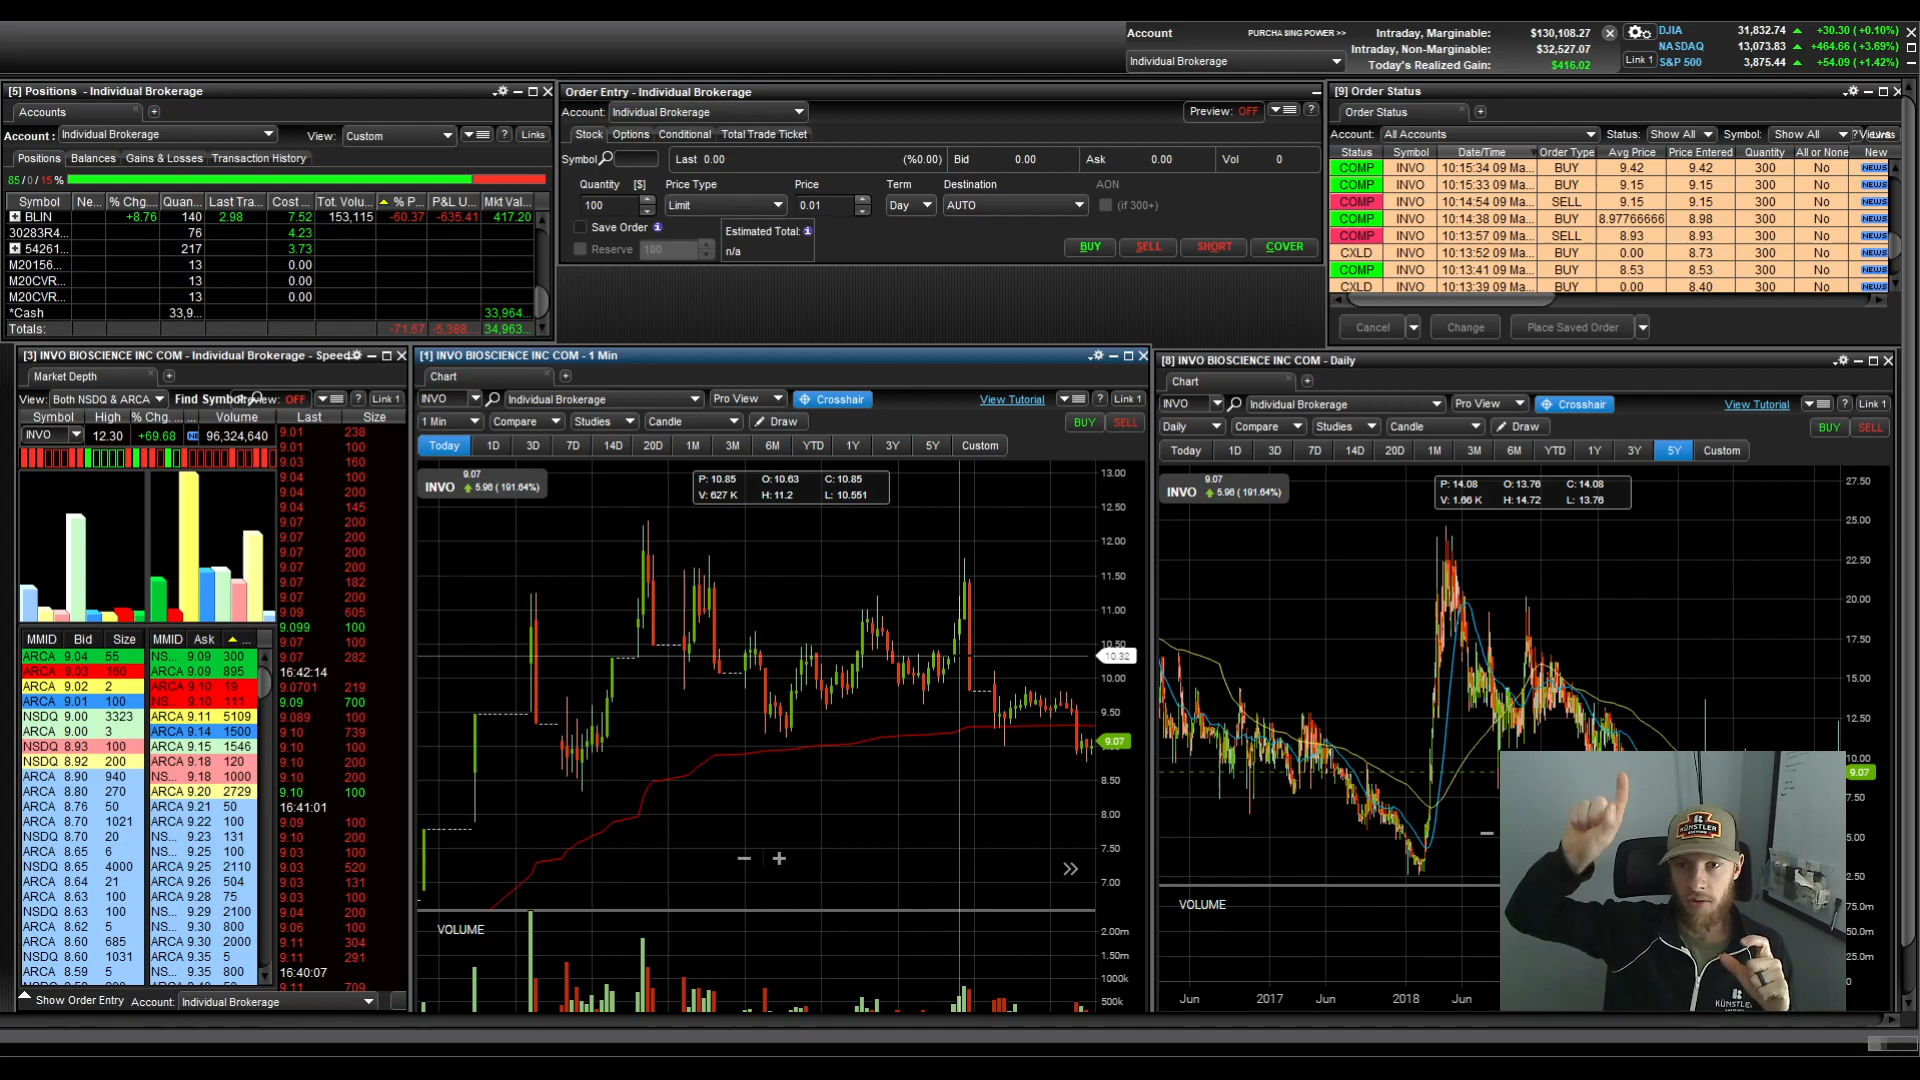 Account PURCHASING POWER >> Intraday, Marginable: $130,108.27 DJIA 31,832.74 +30.30 (+0.10%)
Individual Brokerage Intraday, Non-Marginable: $32,527.07 Link 1 NASDAQ 13,073.83 +464.66 (+3.69%)
Today's Realized Gain: $416.02 S&P 500 3,875.44 +54.09 (+1.42%)
[5] Positions - Individual Brokerage
Accounts
Account: Individual Brokerage View: Custom ? Links
Positions Balances Gains & Losses Transaction History
85/0/15 %
Symbol Ne... % Chg... Quan... Last Tra... Cost ... Tot. Volu... % P... P&L U... Mkt Val...
BLIN +8.76 140 2.98 7.52 153,115 -60.37 -635.41 417.20
30283R4... 76 4.23
54261... 217 3.73
M20156... 13 0.00
M20CVR... 13 0.00
M20CVR... 13 0.00
*Cash 33,9... 33,964...
Totals: -71.67 -5,388... 34,963...
Order Entry - Individual Brokerage
Account: Individual Brokerage Preview: OFF ?
Stock Options Conditional Total Trade Ticket
Symbol Last 0.00 (%0.00) Bid 0.00 Ask 0.00 Vol 0
Quantity [$] Price Type Price Term Destination AON
100 Limit 0.01 Day AUTO (if 300+)
Save Order Estimated Total:
Reserve 100 n/a BUY SELL SHORT COVER
[9] Order Status
Order Status
Account: All Accounts Status: Show All Symbol: Show All
Status Symbol Date/Time Order Type Avg Price Price Entered Quantity All or None New
COMP INVO 10:15:34 09 Ma... BUY 9.42 9.42 300 No NEWS
COMP INVO 10:15:33 09 Ma... BUY 9.15 9.15 300 No NEWS
COMP INVO 10:14:54 09 Ma... SELL 9.15 9.15 300 No NEWS
COMP INVO 10:14:38 09 Ma... BUY 8.97766666 8.98 300 No NEWS
COMP INVO 10:13:57 09 Ma... SELL 8.93 8.93 300 No NEWS
CXLD INVO 10:13:52 09 Ma... BUY 0.00 8.73 300 No NEWS
COMP INVO 10:13:41 09 Ma... BUY 8.53 8.53 300 No NEWS
CXLD INVO 10:13:39 09 Ma... BUY 0.00 8.40 300 No NEWS
Cancel Change Place Saved Order
[3] INVO BIOSCIENCE INC COM - Individual Brokerage - Speed
Market Depth
View: Both NSDQ & ARCA Find Symbol OFF ? Link 1
Symbol High % Chg... Volume Last Size
INVO 12.30 +69.68 96,324,640
9.01 238
9.01 100
9.03 160
9.04 100
9.04 200
9.04 145
9.07 200
9.07 200
9.07 200
9.07 200
9.07 182
9.07 200
9.09 605
9.099 100
9.07 100
9.07 282
16:42:14
9.0701 219
9.09 700
9.089 100
9.10 739
9.10 100
9.10 200
9.10 200
9.10 100
16:41:01
9.09 100
9.10 200
9.03 100
9.03 520
9.03 131
9.03 100
9.04 200
9.06 100
9.11 304
9.11 291
16:40:07
9.11 709
MMID Bid Size MMID Ask ...
ARCA 9.04 55 NS... 9.09 300
ARCA 9.03 160 ARCA 9.09 895
ARCA 9.02 2 ARCA 9.10 19
ARCA 9.01 100 NS... 9.10 111
NSDQ 9.00 3323 ARCA 9.11 5109
ARCA 9.00 3 ARCA 9.14 1500
NSDQ 8.93 100 ARCA 9.15 1546
NSDQ 8.92 200 ARCA 9.18 120
ARCA 8.90 940 NS... 9.18 1000
ARCA 8.80 270 ARCA 9.20 2729
ARCA 8.76 50 ARCA 9.21 50
ARCA 8.70 1021 ARCA 9.22 100
NSDQ 8.70 20 ARCA 9.23 131
ARCA 8.65 6 NS... 9.25 100
NSDQ 8.65 4000 ARCA 9.25 2110
ARCA 8.64 21 ARCA 9.26 504
ARCA 8.63 100 ARCA 9.28 75
NSDQ 8.63 100 NS... 9.29 2100
ARCA 8.62 5 NS... 9.30 800
ARCA 8.60 685 ARCA 9.30 2000
NSDQ 8.60 1031 ARCA 9.35 5
ARCA 8.59 5 NS... 9.35 800
Show Order Entry Account: Individual Brokerage
[1] INVO BIOSCIENCE INC COM - 1 Min
Chart
INVO Individual Brokerage Pro View Crosshair View Tutorial ? Link 1
1 Min Compare Studies Candle Draw BUY SELL
Today 1D 3D 7D 14D 20D 1M 3M 6M YTD 1Y 3Y 5Y Custom
INVO 9.07 5.96 (191.64%)
P: 10.85 O: 10.63 C: 10.85
V: 627 K H: 11.2 L: 10.551
13.00
12.50
12.00
11.50
11.00
10.50
10.32
10.00
9.50
9.07
8.50
8.00
7.50
7.00
VOLUME
2.00m
1.50m
1000k
500k
[8] INVO BIOSCIENCE INC COM - Daily
Chart
INVO Individual Brokerage Pro View Crosshair View Tutorial ? Link 1
Daily Compare Studies Candle Draw BUY SELL
Today 1D 3D 7D 14D 20D 1M 3M 6M YTD 1Y 3Y 5Y Custom
INVO 9.07 5.96 (191.64%)
P: 14.08 O: 13.76 C: 14.08
V: 1.66 K H: 14.72 L: 13.76
27.50
25.00
22.50
20.00
17.50
15.00
12.50
10.00
9.07
7.50
5.00
2.50
VOLUME
75.0m
50.0m
25.0m
0
Jun 2017 Jun 2018 Jun
KÜNSTLER
KÜNSTLER